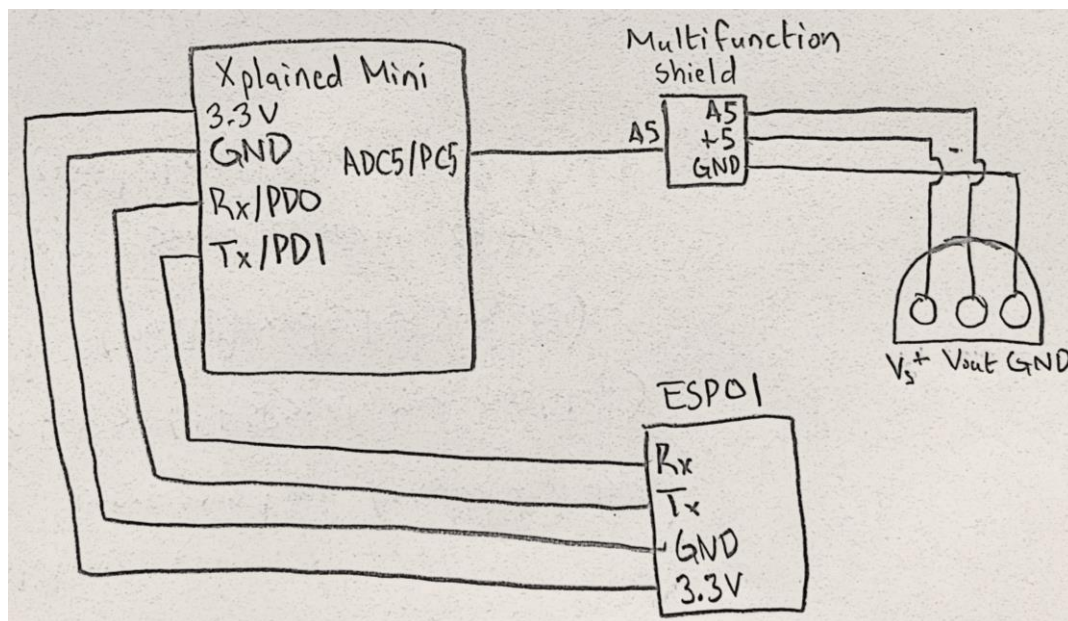 Xplained Mini
3.3V
GND
Rx/PD0
Tx/PD1
ADC5/PC5
Multifunction
shield
A5
A5
+5
GND
Vs+ Vout GND
ESP01
Rx
Tx
GND
3.3V